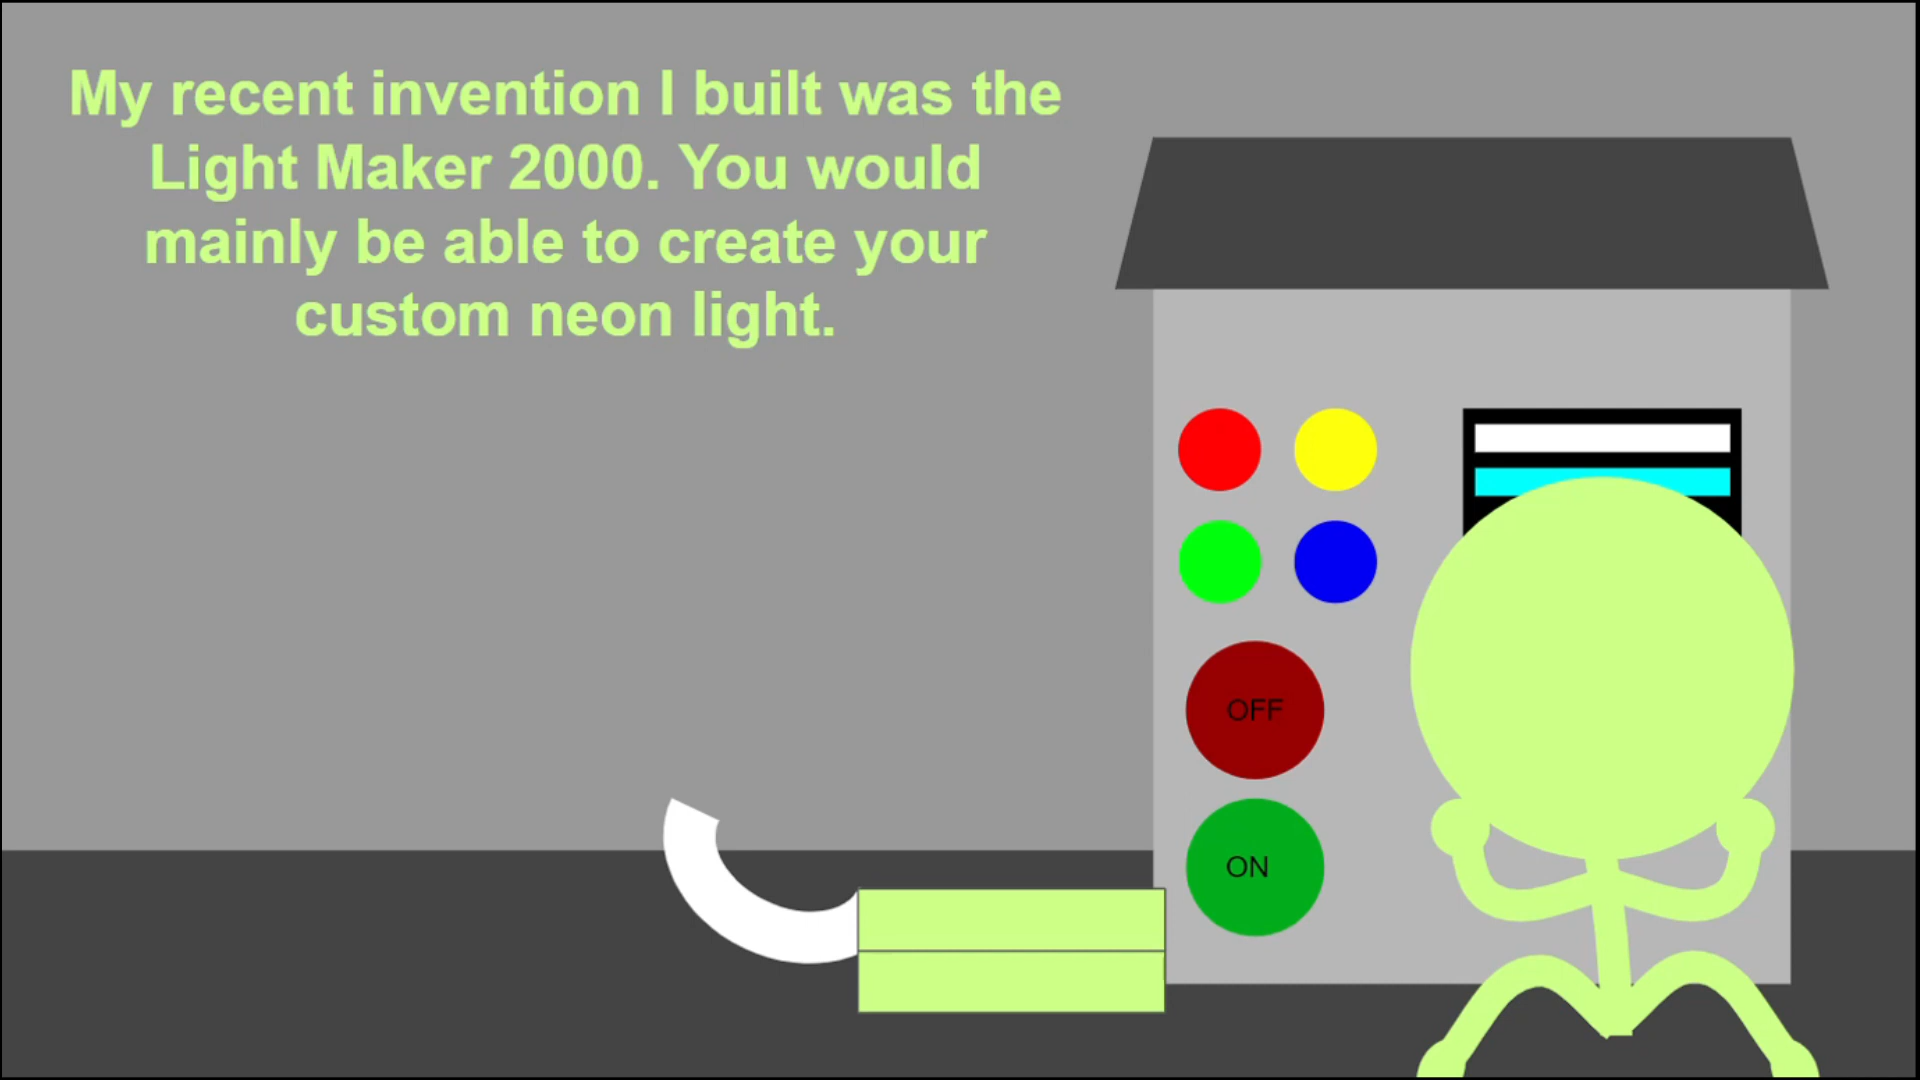 My recent invention I built was the
Light Maker 2000. You would
mainly be able to create your
custom neon light.
OFF
ON